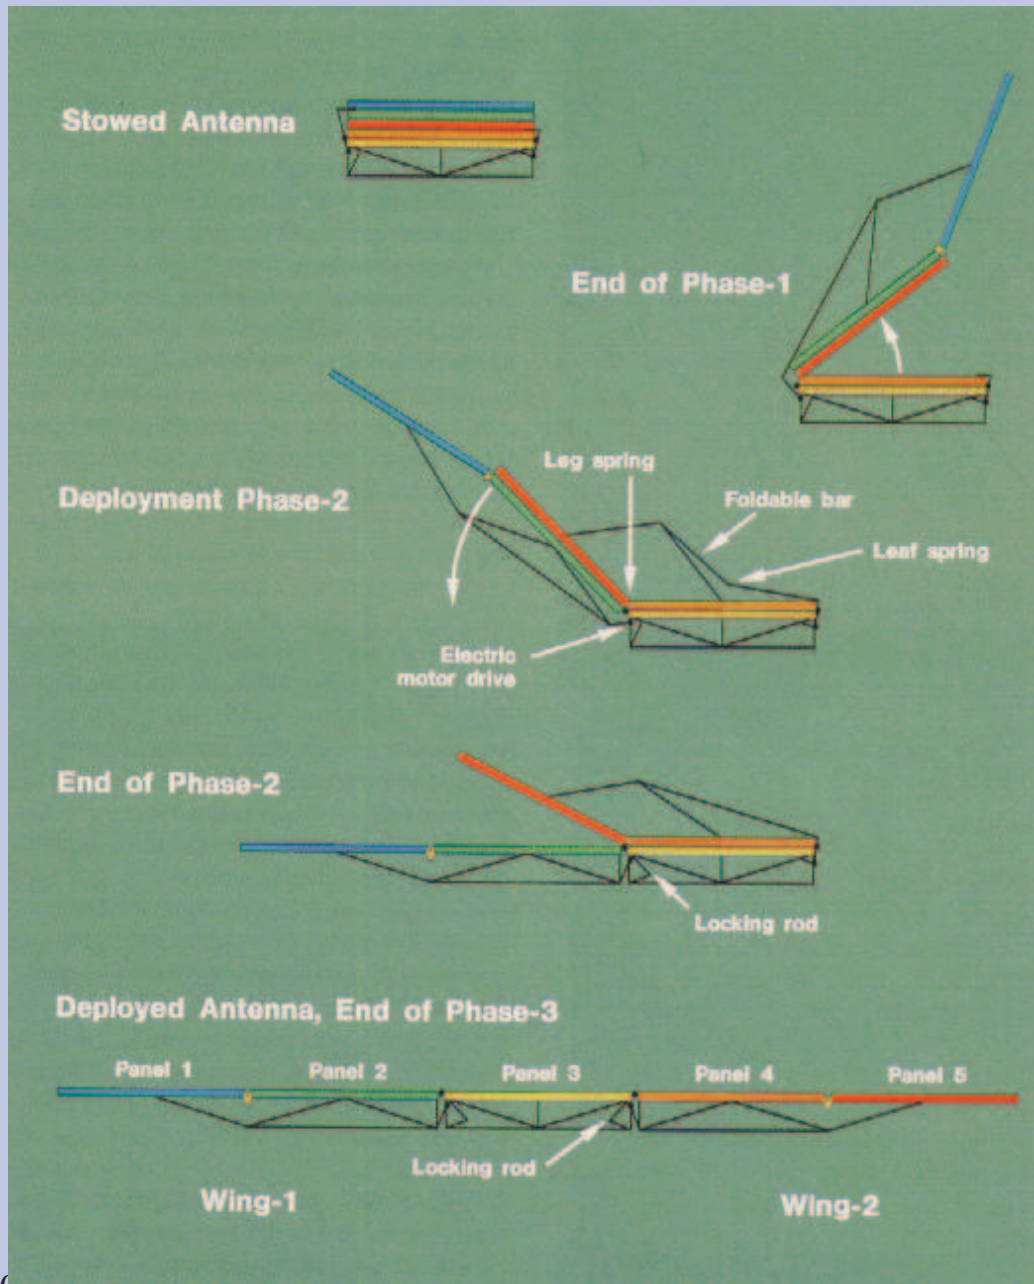 Stowed Antenna
End of Phase-1
Leg spring
Deployment Phase-2
Foldable bar
Leaf spring
Electric
motor drive
End of Phase-2
Locking rod
Deployed Antenna, End of Phase-3
Panel 1 Panel 2 Panel 3 Panel 4 Panel 5
Locking rod
Wing-1 Wing-2